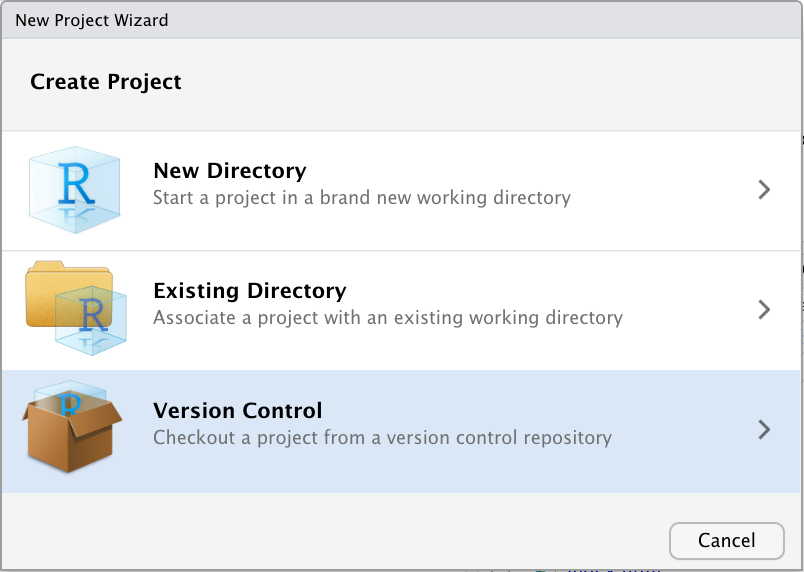 New Project Wizard
Create Project
R
New Directory
Start a project in a brand new working directory
R
Existing Directory
Associate a project with an existing working directory
R
Version Control
Checkout a project from a version control repository
Cancel